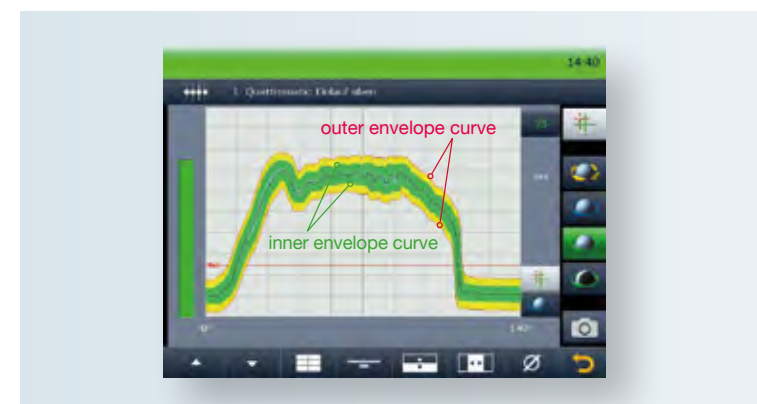 14:40
1 Quattromatic Einlauf oben
outer envelope curve
inner envelope curve
0°
140°